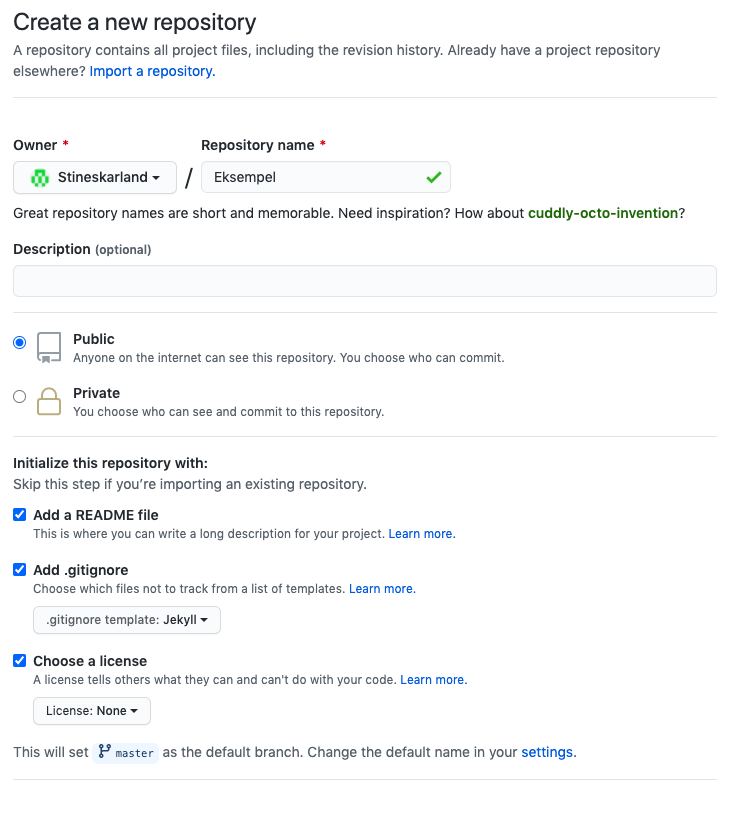 Create a new repository
A repository contains all project files, including the revision history. Already have a project repository
elsewhere? Import a repository.
Owner *
Repository name *
Stineskarland
/
Eksempel
Great repository names are short and memorable. Need inspiration? How about cuddly-octo-invention?
Description (optional)
Public
Anyone on the internet can see this repository. You choose who can commit.
Private
You choose who can see and commit to this repository.
Initialize this repository with:
Skip this step if you’re importing an existing repository.
Add a README file
This is where you can write a long description for your project. Learn more.
Add .gitignore
Choose which files not to track from a list of templates. Learn more.
.gitignore template: Jekyll
Choose a license
A license tells others what they can and can't do with your code. Learn more.
License: None
This will set master as the default branch. Change the default name in your settings.